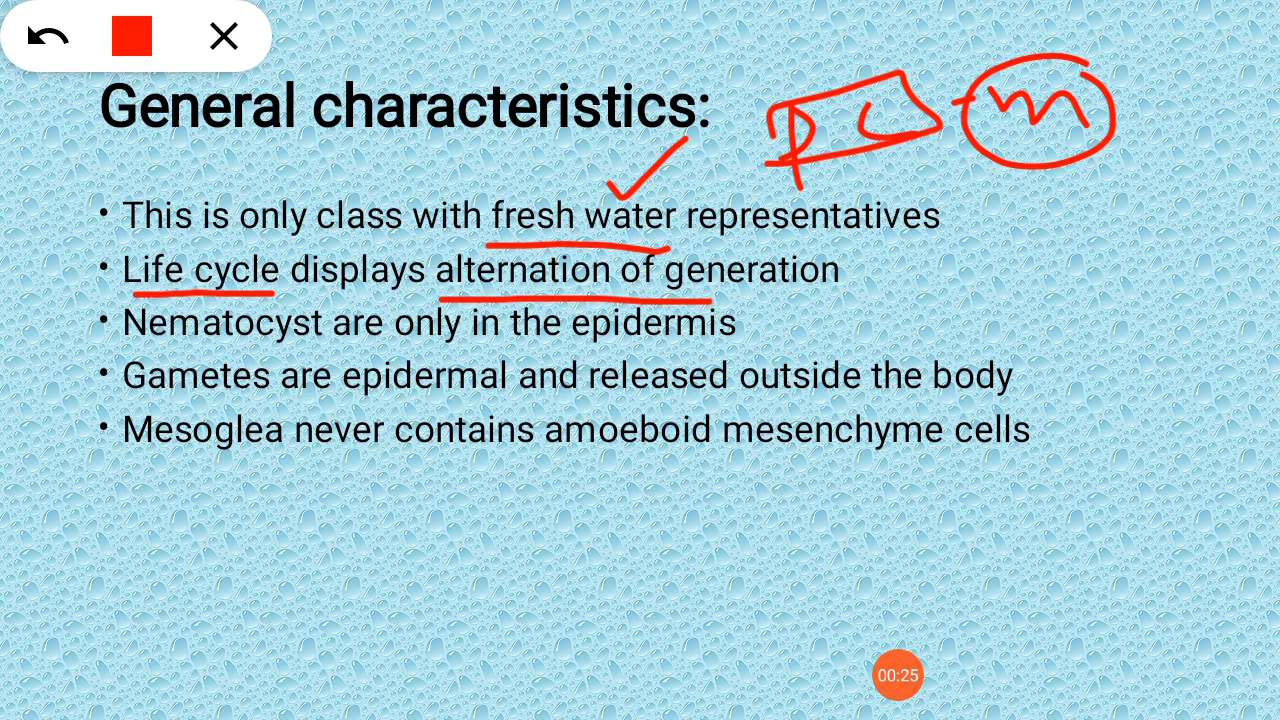 General characteristics:
P C - m
• This is only class with fresh water representatives
• Life cycle displays alternation of generation
• Nematocyst are only in the epidermis
• Gametes are epidermal and released outside the body
• Mesoglea never contains amoeboid mesenchyme cells
00:25